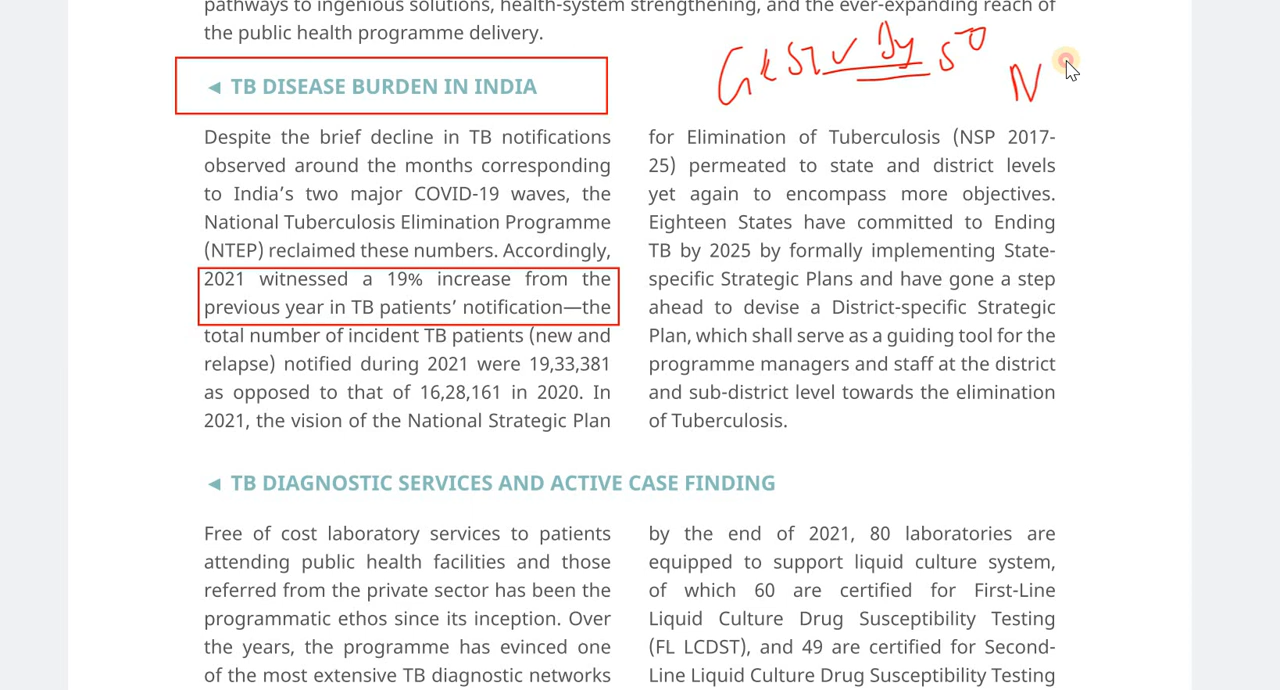 pathways to ingenious solutions, health-system strengthening, and the ever-expanding reach of
the public health programme delivery.
◄ TB DISEASE BURDEN IN INDIA
Despite the brief decline in TB notifications
observed around the months corresponding
to India’s two major COVID-19 waves, the
National Tuberculosis Elimination Programme
(NTEP) reclaimed these numbers. Accordingly,
2021 witnessed a 19% increase from the
previous year in TB patients’ notification—the
total number of incident TB patients (new and
relapse) notified during 2021 were 19,33,381
as opposed to that of 16,28,161 in 2020. In
2021, the vision of the National Strategic Plan
for Elimination of Tuberculosis (NSP 2017-
25) permeated to state and district levels
yet again to encompass more objectives.
Eighteen States have committed to Ending
TB by 2025 by formally implementing State-
specific Strategic Plans and have gone a step
ahead to devise a District-specific Strategic
Plan, which shall serve as a guiding tool for the
programme managers and staff at the district
and sub-district level towards the elimination
of Tuberculosis.
◄ TB DIAGNOSTIC SERVICES AND ACTIVE CASE FINDING
Free of cost laboratory services to patients
attending public health facilities and those
referred from the private sector has been the
programmatic ethos since its inception. Over
the years, the programme has evinced one
of the most extensive TB diagnostic networks
by the end of 2021, 80 laboratories are
equipped to support liquid culture system,
of which 60 are certified for First-Line
Liquid Culture Drug Susceptibility Testing
(FL LCDST), and 49 are certified for Second-
Line Liquid Culture Drug Susceptibility Testing